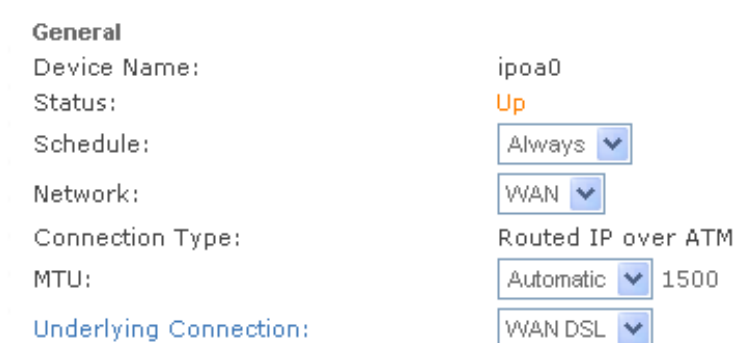 General
Device Name: ipoa0
Status: Up
Schedule: Always
Network: WAN
Connection Type: Routed IP over ATM
MTU: Automatic 1500
Underlying Connection: WAN DSL